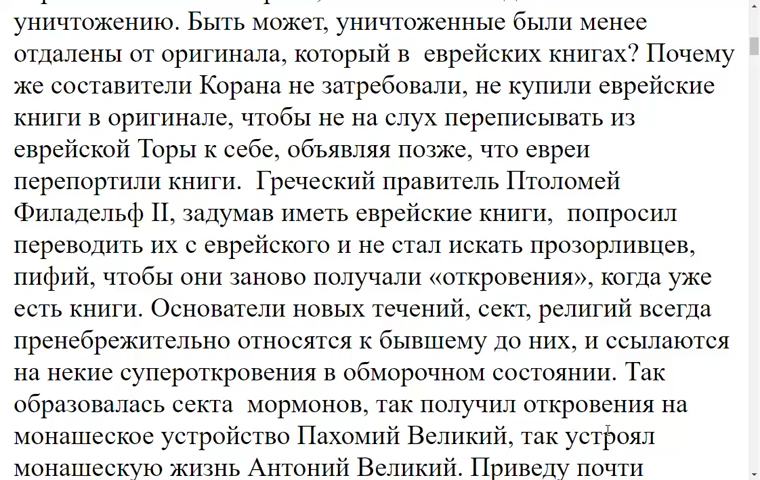 уничтожению. Быть может, уничтоженные были менее
отдалены от оригинала, который в  еврейских книгах? Почему
же составители Корана не затребовали, не купили еврейские
книги в оригинале, чтобы не на слух переписывать из
еврейской Торы к себе, объявляя позже, что евреи
перепортили книги.  Греческий правитель Птоломей
Филадельф II, задумав иметь еврейские книги,  попросил
переводить их с еврейского и не стал искать прозорливцев,
пифий, чтобы они заново получали «откровения», когда уже
есть книги. Основатели новых течений, сект, религий всегда
пренебрежительно относятся к бывшему до них, и ссылаются
на некие супероткровения в обморочном состоянии. Так
образовалась секта  мормонов, так получил откровения на
монашеское устройство Пахомий Великий, так устроял
монашескую жизнь Антоний Великий. Приведу почти